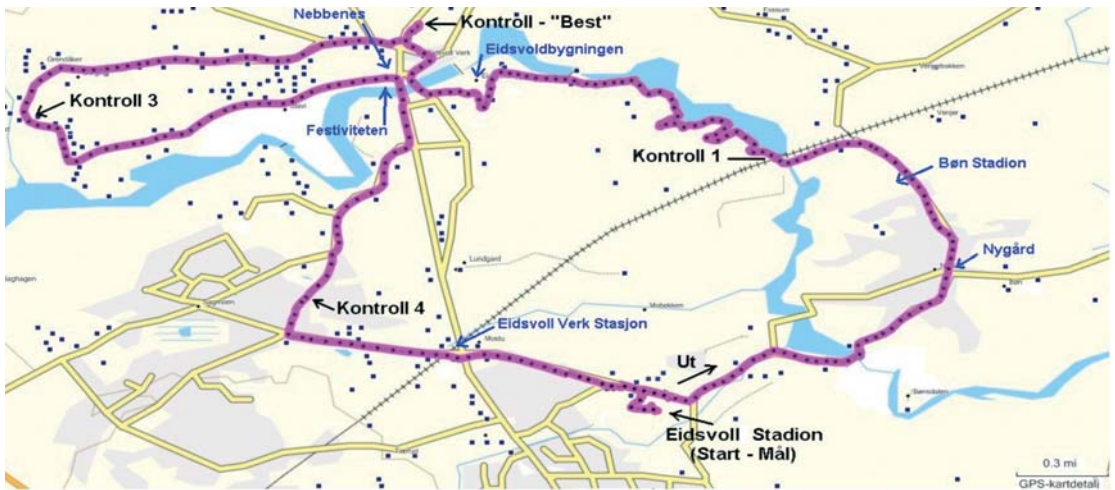 Nebbenes
Kontroll - "Best"
Eidsvoldbygningen
Kontroll 3
Festiviteten
Kontroll 1
Bøn Stadion
Nygård
Lundgard
Kontroll 4
Eidsvoll Verk Stasjon
Mostu
Ut
Eidsvoll Stadion
(Start - Mål)
0.3 mi
GPS-kartdetalj